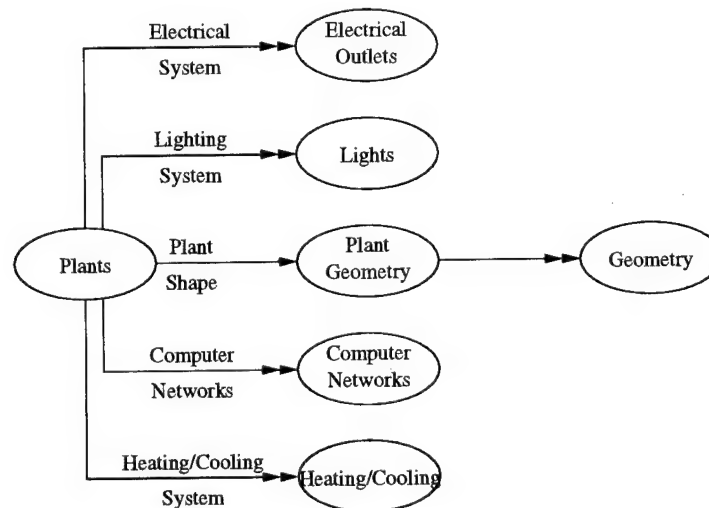 Electrical
System
Electrical
Outlets
Lighting
System
Lights
Plants
Plant
Shape
Plant
Geometry
Geometry
Computer
Networks
Computer
Networks
Heating/Cooling
System
Heating/Cooling